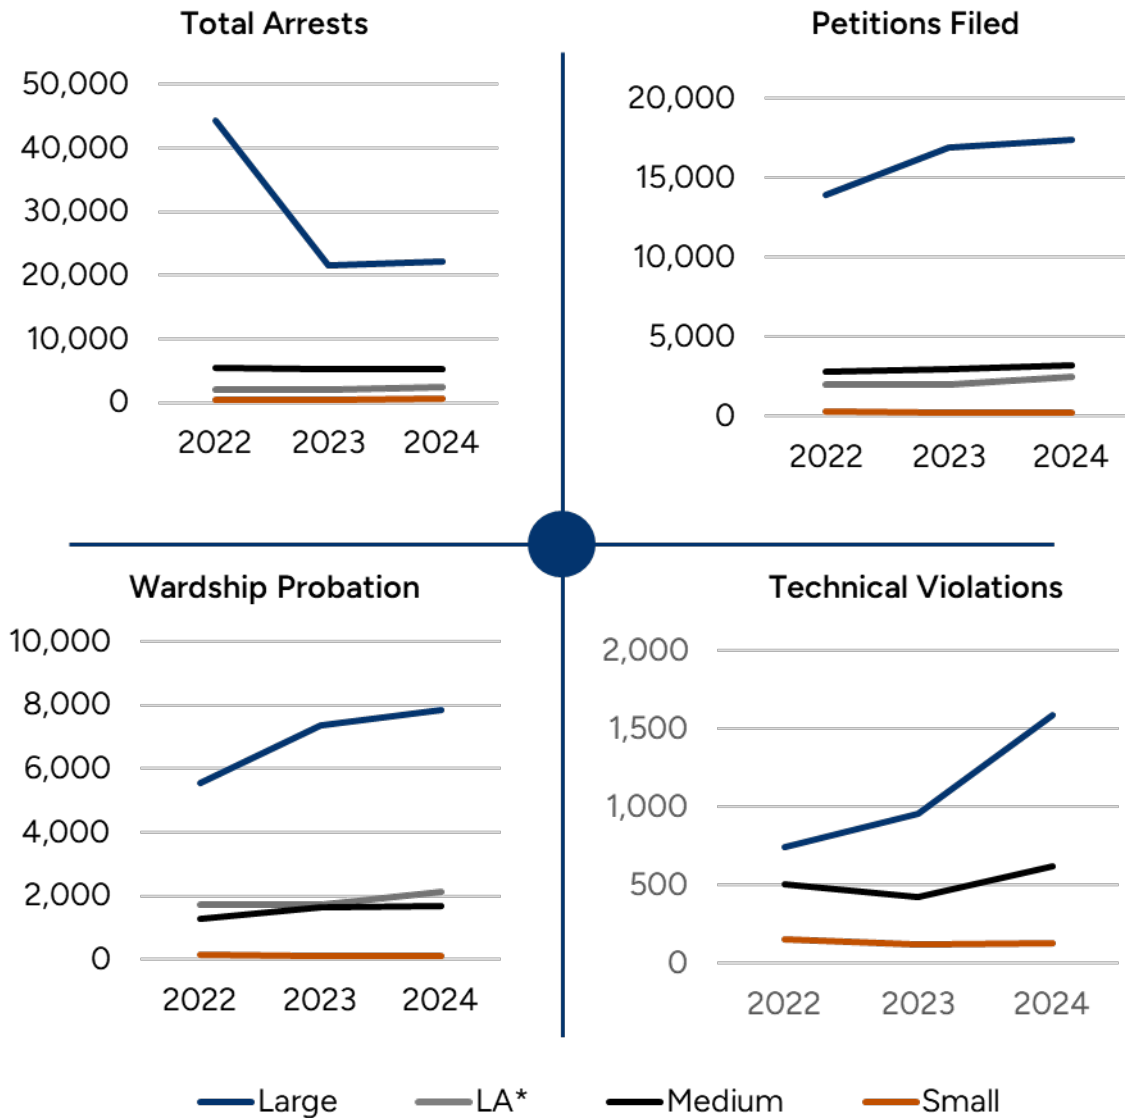 Total Arrests
50,000
40,000
30,000
20,000
10,000
0
2022 2023 2024
Petitions Filed
20,000
15,000
10,000
5,000
0
2022 2023 2024
Wardship Probation
10,000
8,000
6,000
4,000
2,000
0
2022 2023 2024
Technical Violations
2,000
1,500
1,000
500
0
2022 2023 2024
Large LA* Medium Small